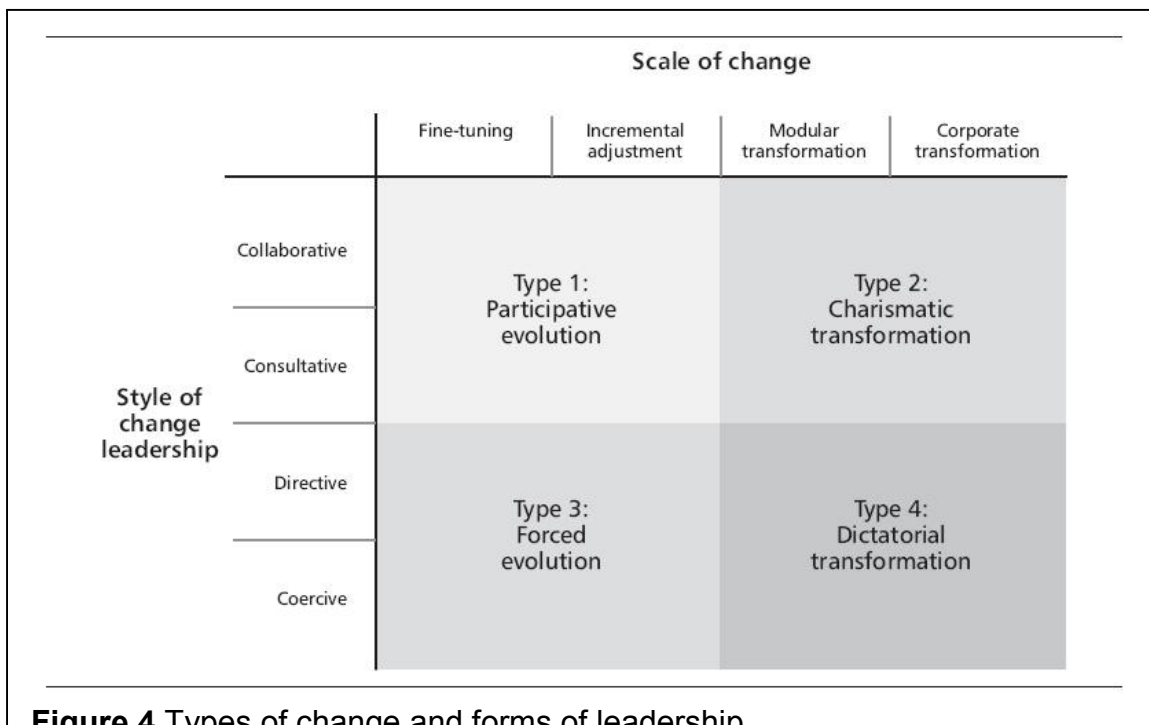 Scale of change
Fine-tuning
Incremental
adjustment
Modular
transformation
Corporate
transformation
Style of
change
leadership
Collaborative
Consultative
Directive
Coercive
Type 1:
Participative
evolution
Type 2:
Charismatic
transformation
Type 3:
Forced
evolution
Type 4:
Dictatorial
transformation
Figure 4 Types of change and forms of leadership